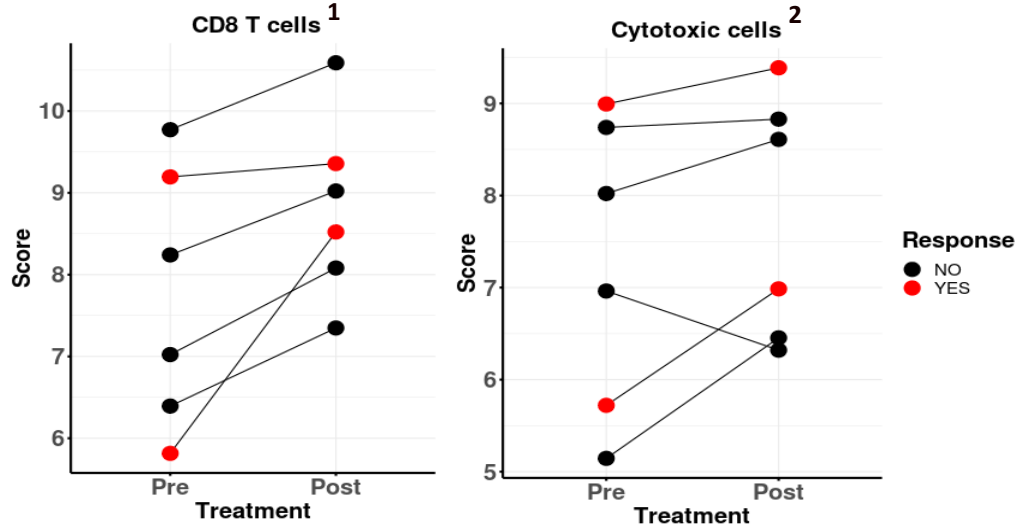 CD8 T cells 1
Score
10
9
8
7
6
Pre Post
Treatment
Cytotoxic cells 2
Score
9
8
7
6
5
Pre Post
Treatment
Response
NO
YES